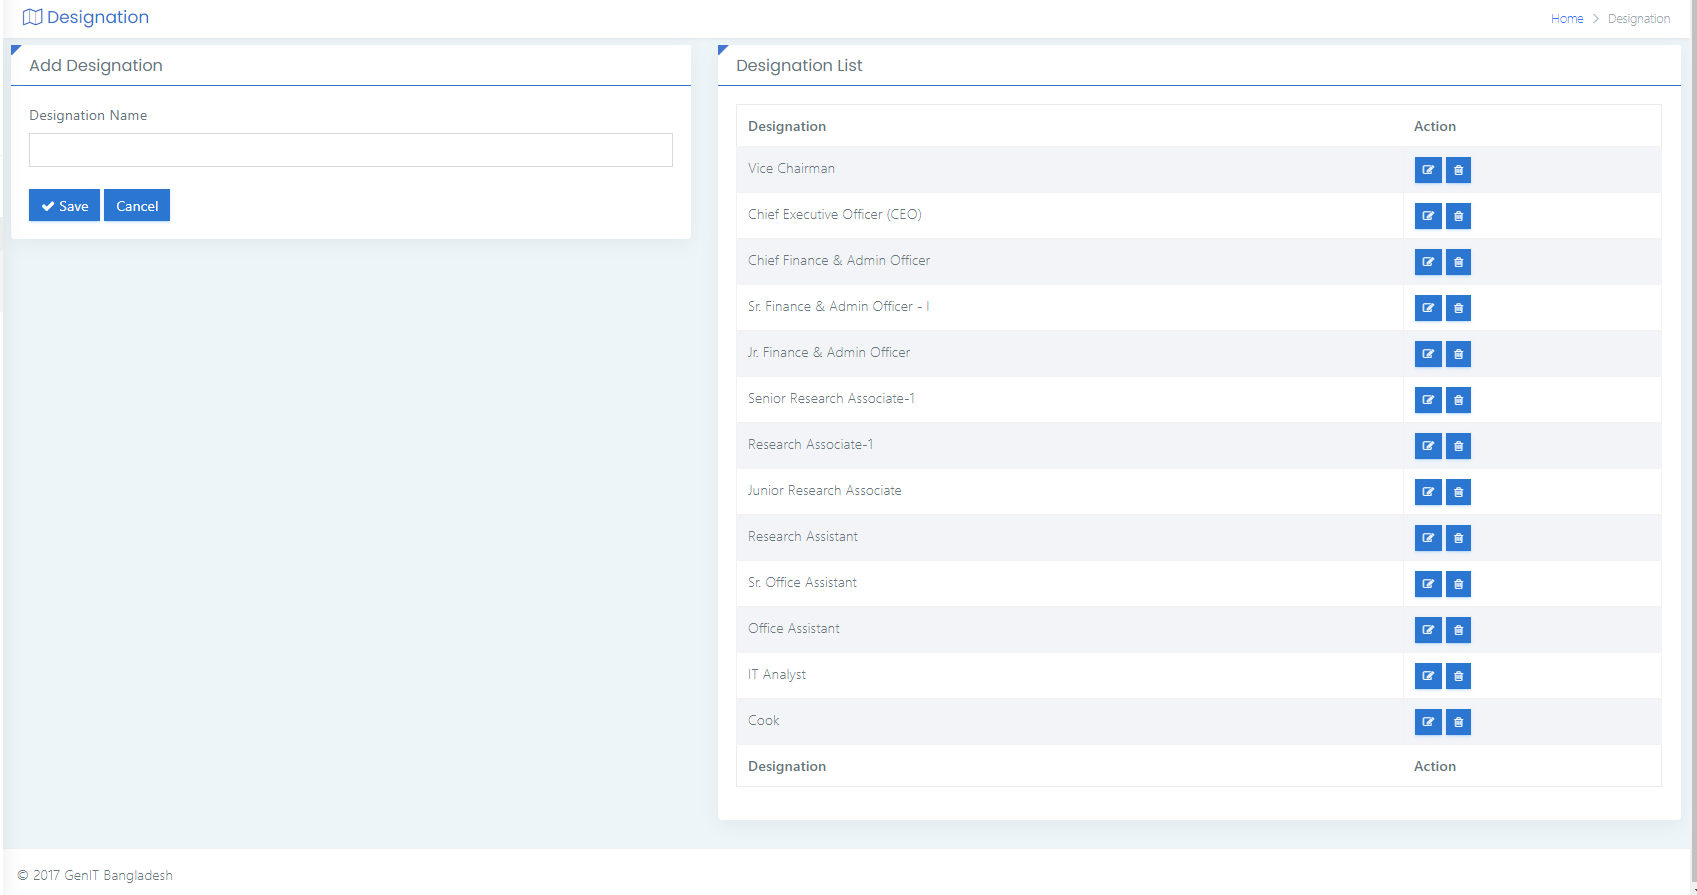 Designation
Home > Designation
Add Designation
Designation Name
Save Cancel
Designation List
Designation Action
Vice Chairman
Chief Executive Officer (CEO)
Chief Finance & Admin Officer
Sr. Finance & Admin Officer - I
Jr. Finance & Admin Officer
Senior Research Associate-1
Research Associate-1
Junior Research Associate
Research Assistant
Sr. Office Assistant
Office Assistant
IT Analyst
Cook
Designation Action
© 2017 GenIT Bangladesh